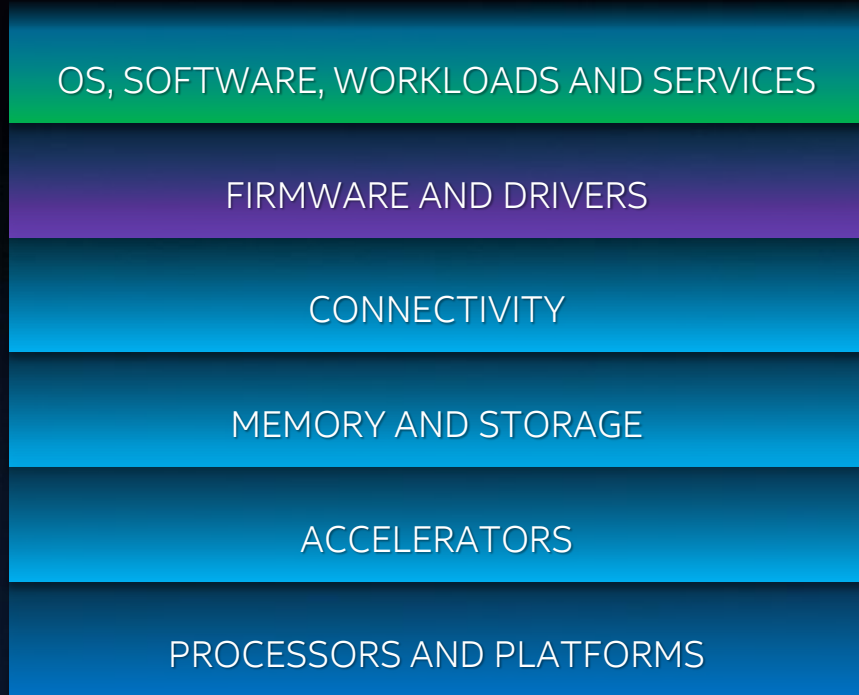 OS, SOFTWARE, WORKLOADS AND SERVICES
FIRMWARE AND DRIVERS
CONNECTIVITY
MEMORY AND STORAGE
ACCELERATORS
PROCESSORS AND PLATFORMS